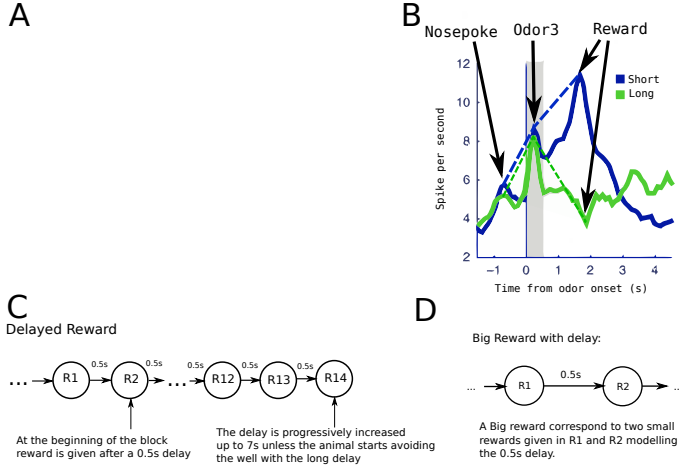 A
B
Nosepoke Odor3 Reward
12
10
8
6
4
2
Spike per second
Short
Long
−1 0 1 2 3 4
Time from odor onset (s)
C
Delayed Reward
... R1 0.5s R2 0.5s ... 0.5s R12 0.5s R13 0.5s R14
At the beginning of the block
reward is given after a 0.5s delay
The delay is progressively increased
up to 7s unless the animal starts avoiding
the well with the long delay
D
Big Reward with delay:
... R1 0.5s R2 ...
A Big reward correspond to two small
rewards given in R1 and R2 modelling
the 0.5s delay.